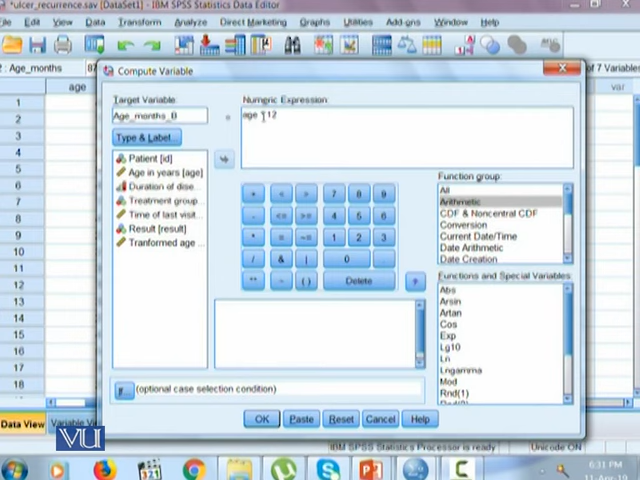 *ulcer_recurrence.sav [DataSet1] - IBM SPSS Statistics Data Editor
File Edit View Data Transform Analyze Direct Marketing Graphs Utilities Add-ons Window Help
: Age_months 87 of 7 Variables
age var
1
2
3
4
5
6
7
8
9
10
11
12
13
14
15
16
17
18
Compute Variable
Target Variable:
Age_months_0
=
Numeric Expression:
age 12
Type & Label...
Patient [id]
Age in years [age]
Duration of dise...
Treatment group
Time of last visit...
Result [result]
Tranformed age ...
+ < > 7 8 9
- <= >= 4 5 6
* = ~= 1 2 3
/ & | 0
** ~ ( ) Delete
Function group:
All
Arithmetic
CDF & Noncentral CDF
Conversion
Current Date/Time
Date Arithmetic
Date Creation
Functions and Special Variables:
Abs
Arsin
Artan
Cos
Exp
Lg10
Ln
Lngamma
Mod
Rnd(1)
If... (optional case selection condition)
OK Paste Reset Cancel Help
Data View Variable Vi
VU
IBM SPSS Statistics Processor is ready Unicode:ON
6:31 PM
11-Apr-19